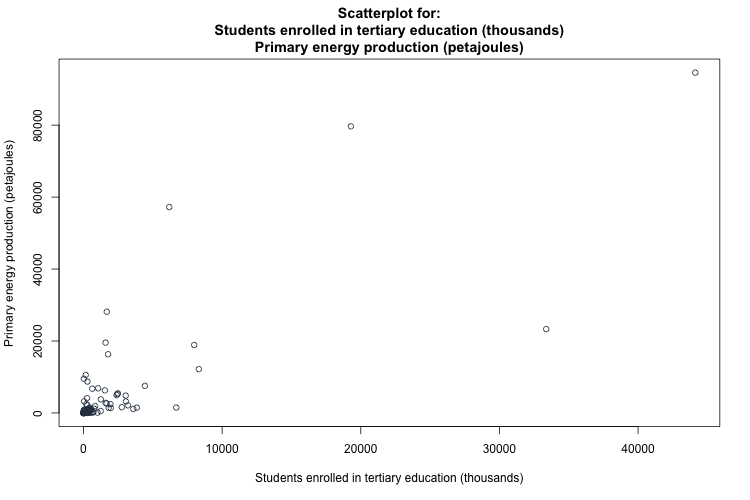 Scatterplot for:
Students enrolled in tertiary education (thousands)
Primary energy production (petajoules)
Primary energy production (petajoules)
80000
60000
40000
20000
0
0 10000 20000 30000 40000
Students enrolled in tertiary education (thousands)